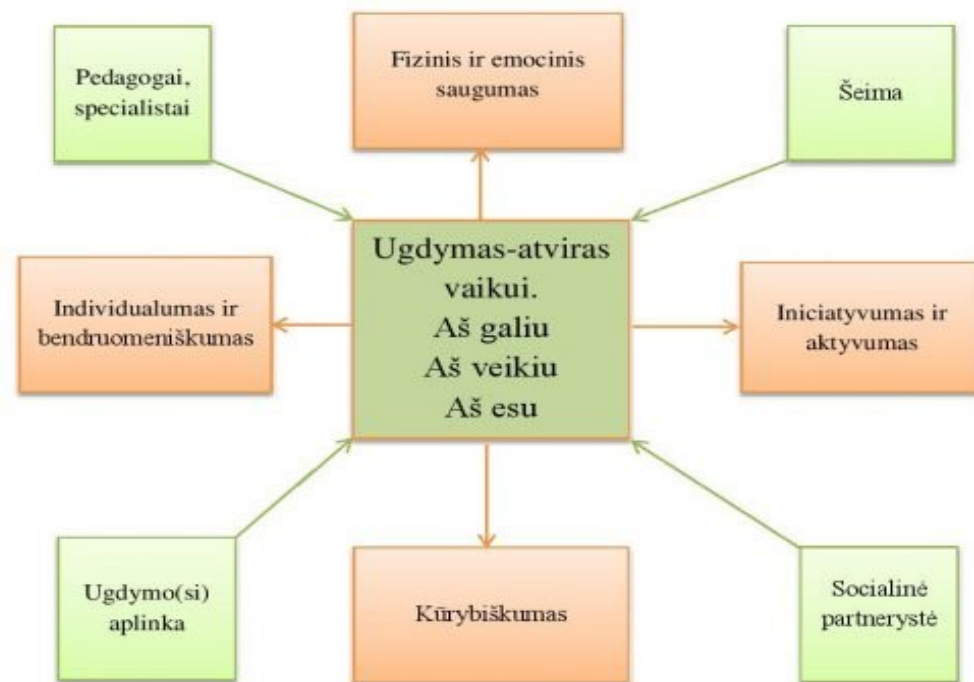 Pedagogai,
specialistai
Fizinis ir emocinis
saugumas
Šeima
Individualumas ir
bendruomeniškumas
Ugdymas-atviras
vaikui.
Aš galiu
Aš veikiu
Aš esu
Iniciatyvumas ir
aktyvumas
Ugdymo(si)
aplinka
Kūrybiškumas
Socialinė
partnerystė